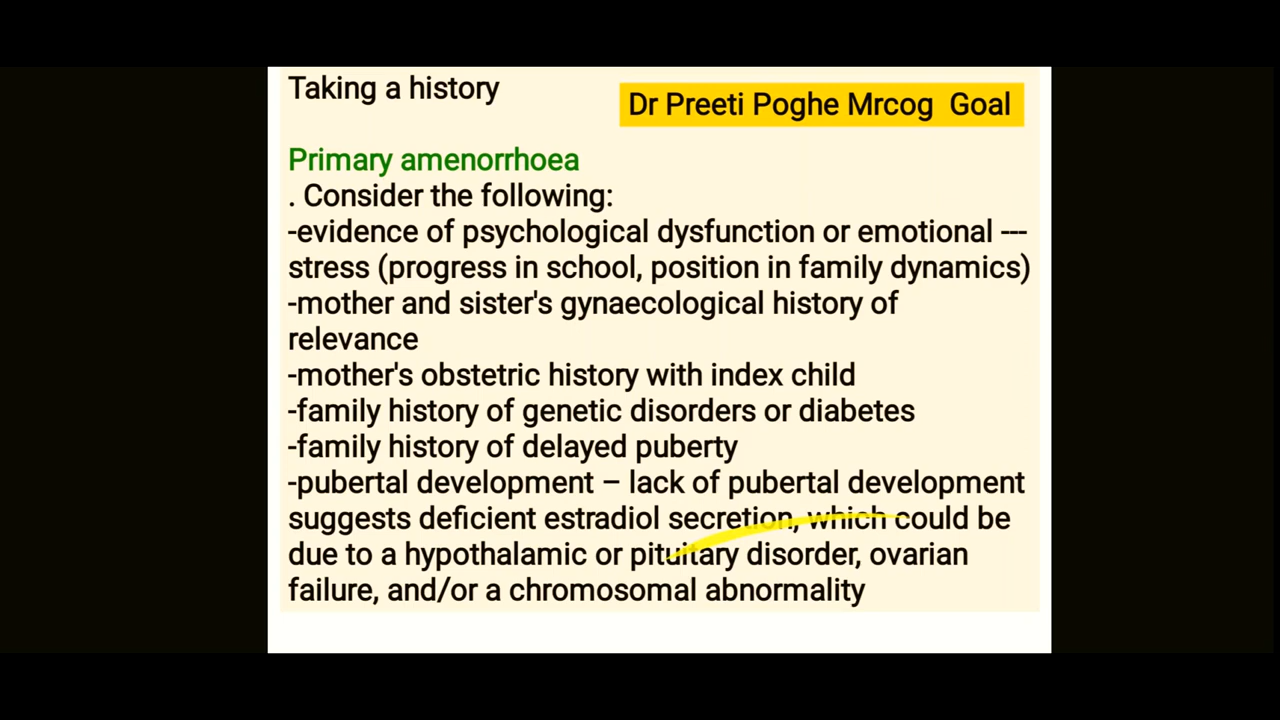 Taking a history
Dr Preeti Poghe Mrcog Goal
Primary amenorrhoea
. Consider the following:
-evidence of psychological dysfunction or emotional ---
stress (progress in school, position in family dynamics)
-mother and sister's gynaecological history of
relevance
-mother's obstetric history with index child
-family history of genetic disorders or diabetes
-family history of delayed puberty
-pubertal development – lack of pubertal development
suggests deficient estradiol secretion, which could be
due to a hypothalamic or pituitary disorder, ovarian
failure, and/or a chromosomal abnormality